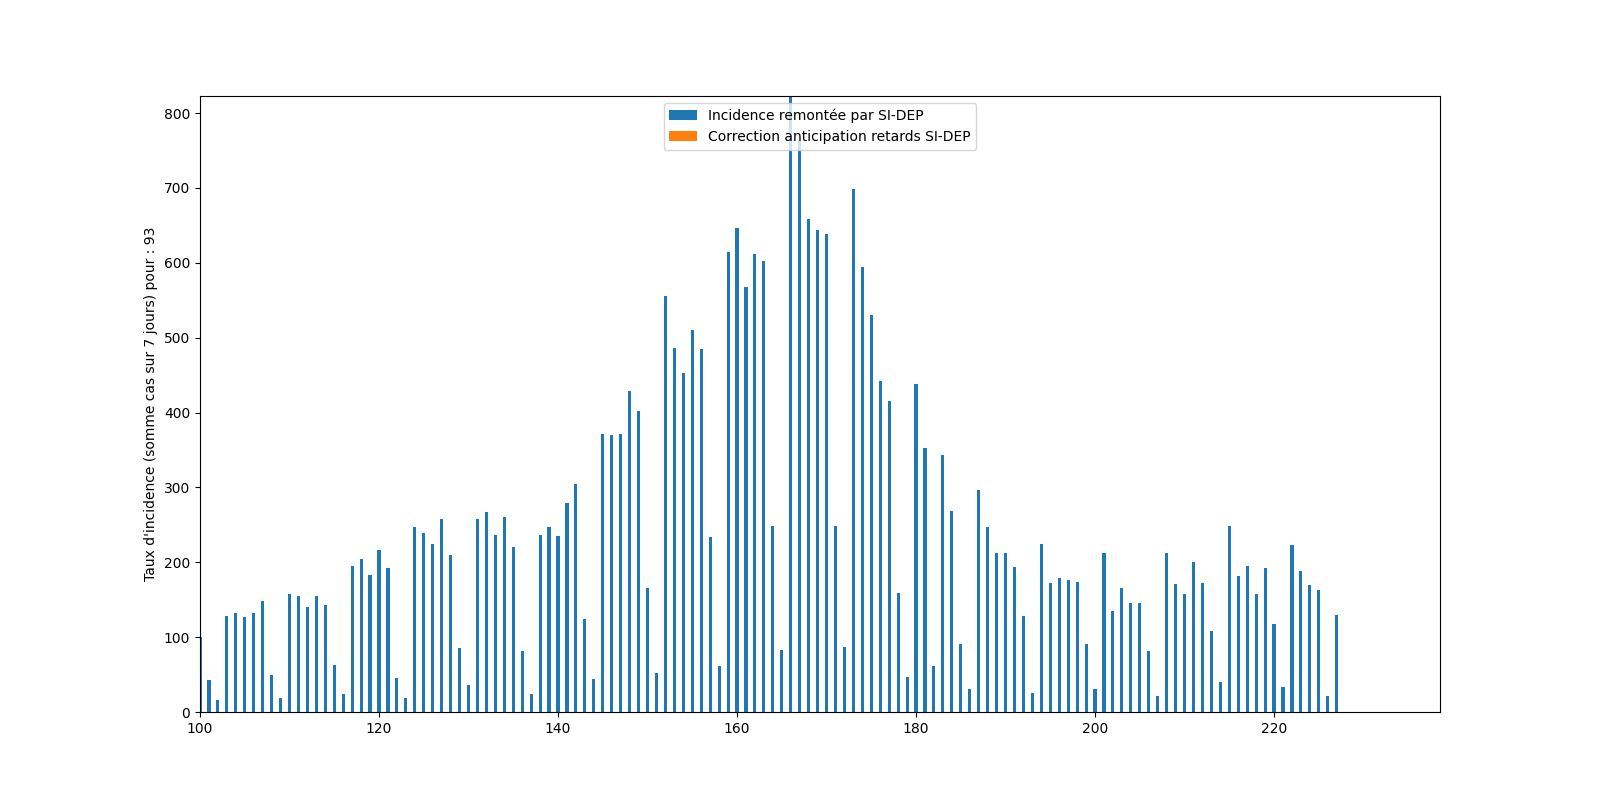 Incidence remontée par SI-DEP
Correction anticipation retards SI-DEP
Taux d'incidence (somme cas sur 7 jours) pour : 93
800
700
600
500
400
300
200
100
0
100 120 140 160 180 200 220